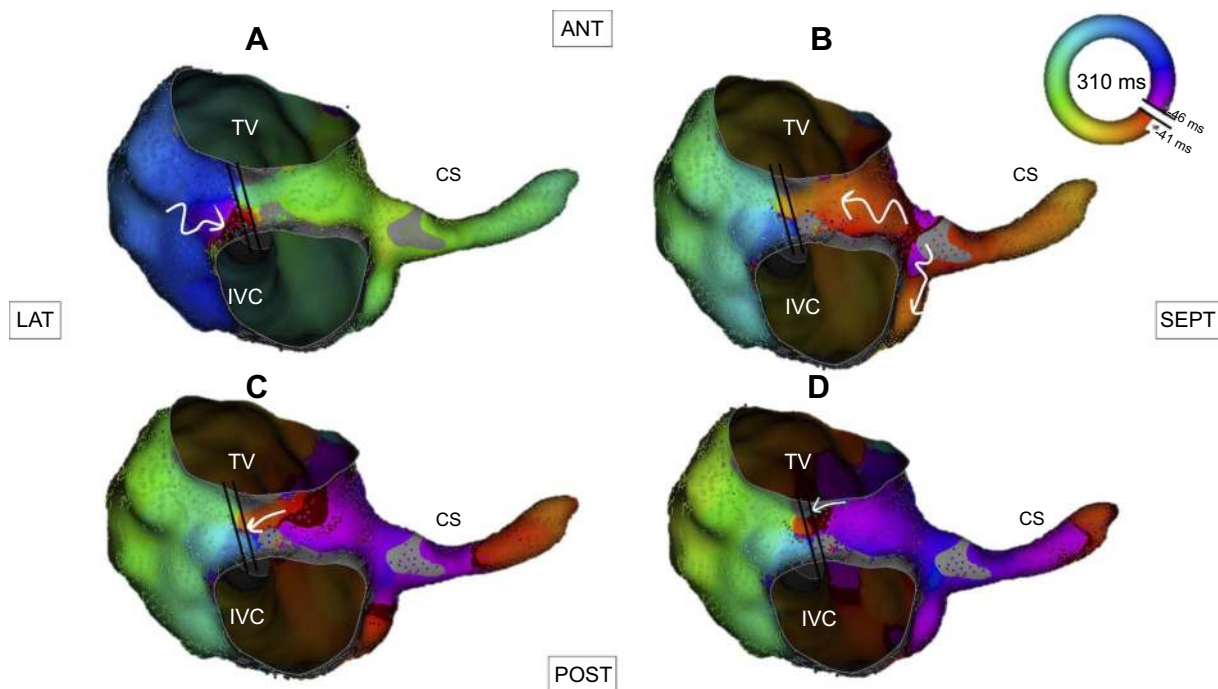 A
ANT
B
310 ms
-46 ms
-41 ms
TV
CS
IVC
TV
CS
IVC
LAT
SEPT
C
D
TV
CS
IVC
TV
CS
IVC
POST